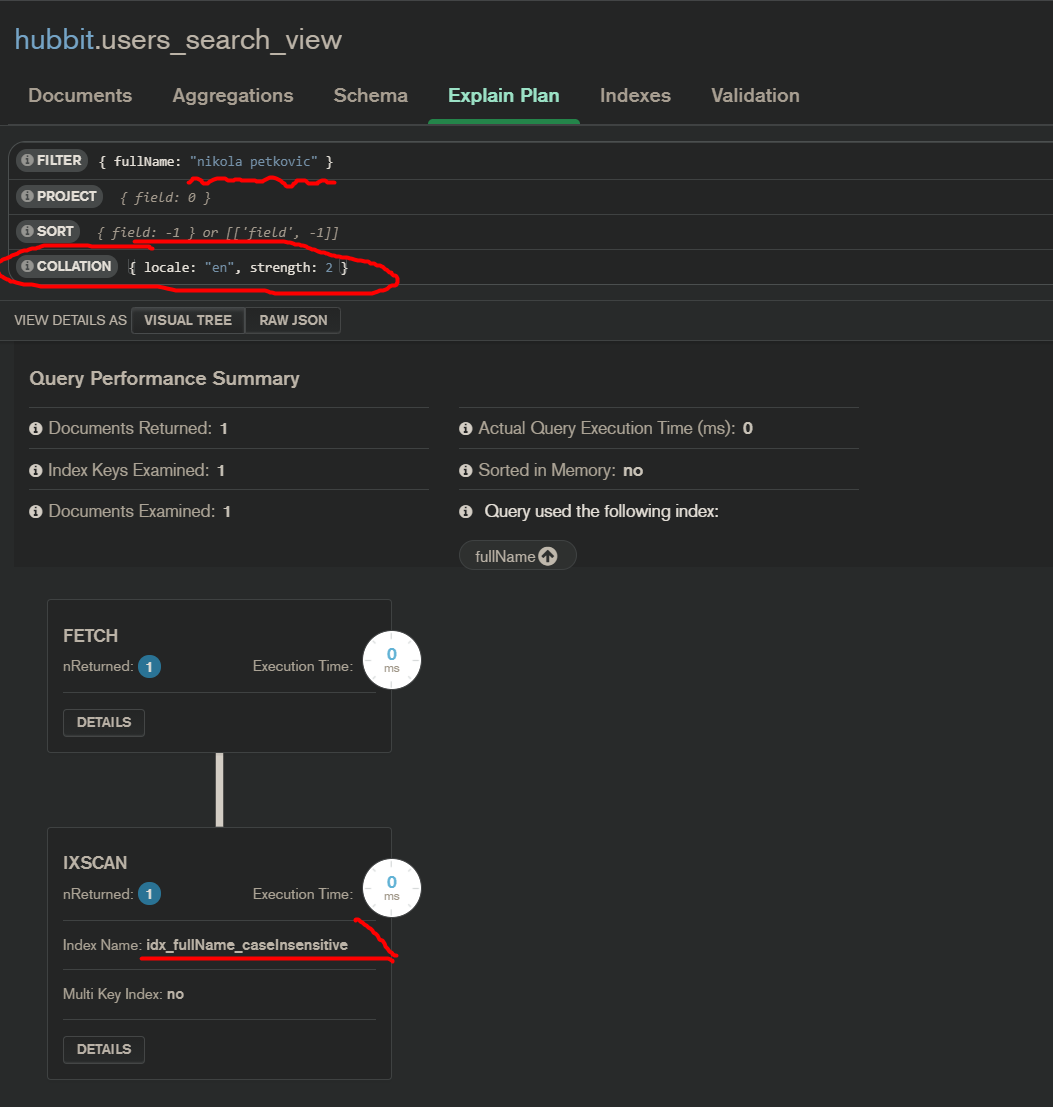 hubbit.users_search_view
Documents Aggregations Schema Explain Plan Indexes Validation
FILTER { fullName: "nikola petkovic" }
PROJECT { field: 0 }
SORT { field: -1 } or [['field', -1]]
COLLATION { locale: "en", strength: 2 }
VIEW DETAILS AS VISUAL TREE RAW JSON
Query Performance Summary
Documents Returned: 1 Actual Query Execution Time (ms): 0
Index Keys Examined: 1 Sorted in Memory: no
Documents Examined: 1 Query used the following index:
fullName
FETCH
nReturned: 1 Execution Time: 0 ms
DETAILS
IXSCAN
nReturned: 1 Execution Time: 0 ms
Index Name: idx_fullName_caseInsensitive
Multi Key Index: no
DETAILS